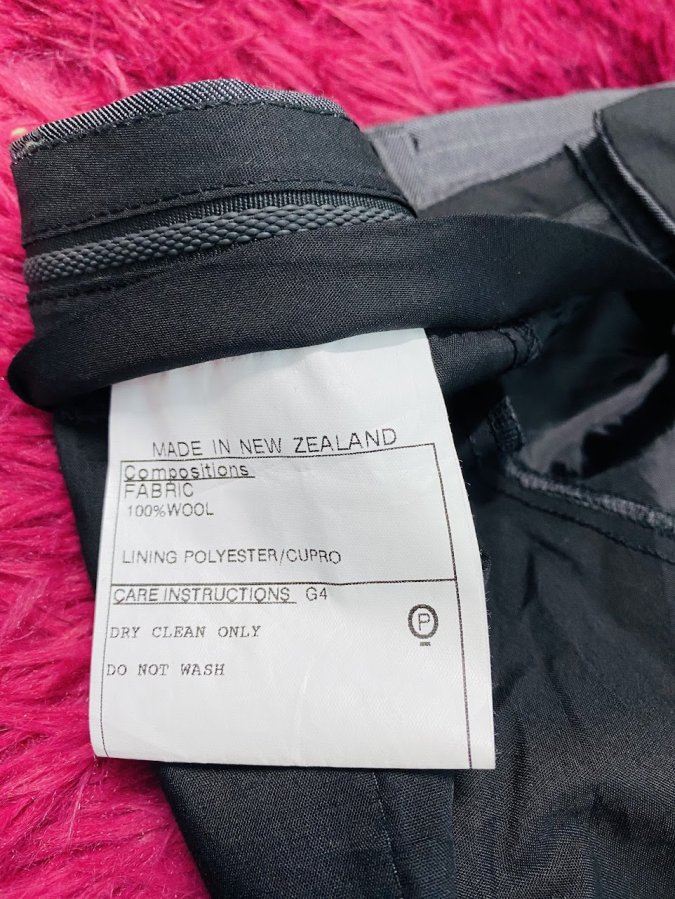 MADE IN NEW ZEALAND
Compositions
FABRIC
100%WOOL
LINING POLYESTER/CUPRO
CARE INSTRUCTIONS G4
DRY CLEAN ONLY
P
DO NOT WASH